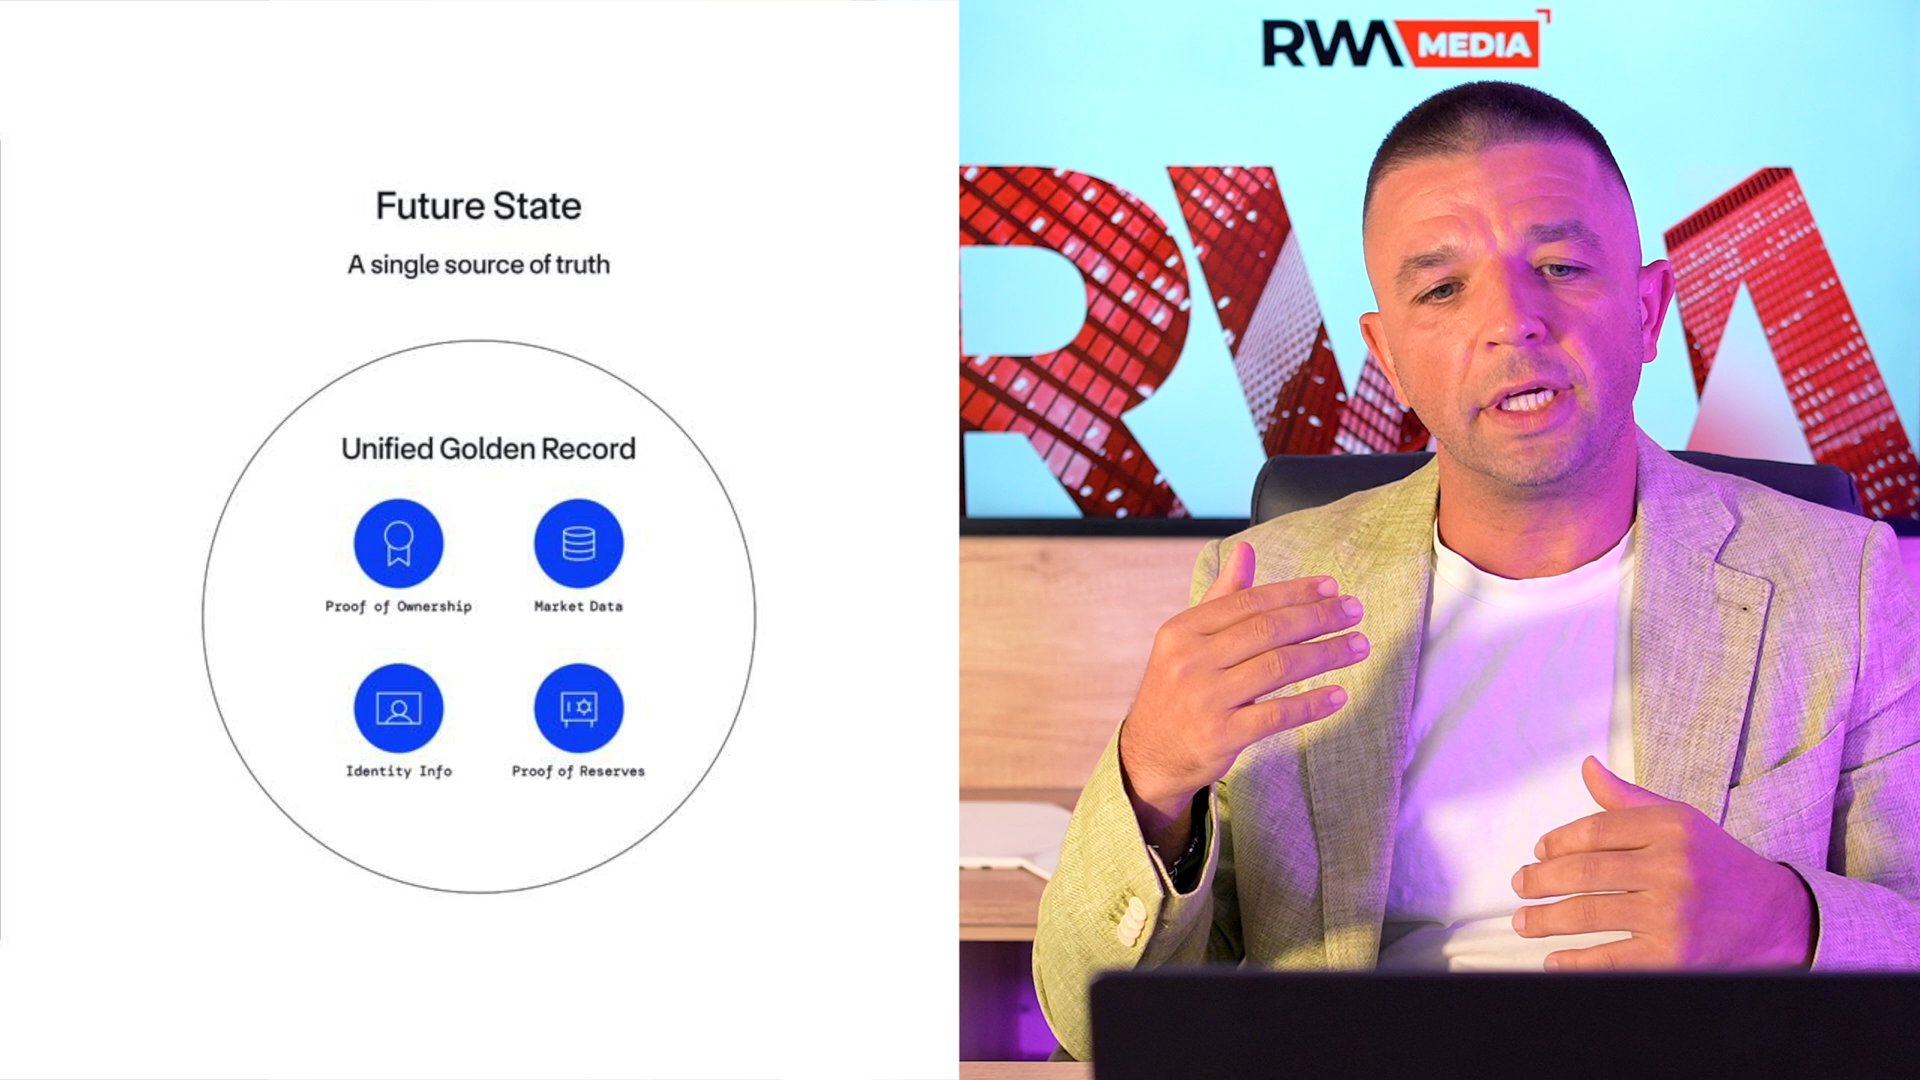 Future State
A single source of truth
Unified Golden Record
Proof of Ownership
Market Data
Identity Info
Proof of Reserves
RWA MEDIA
RWA